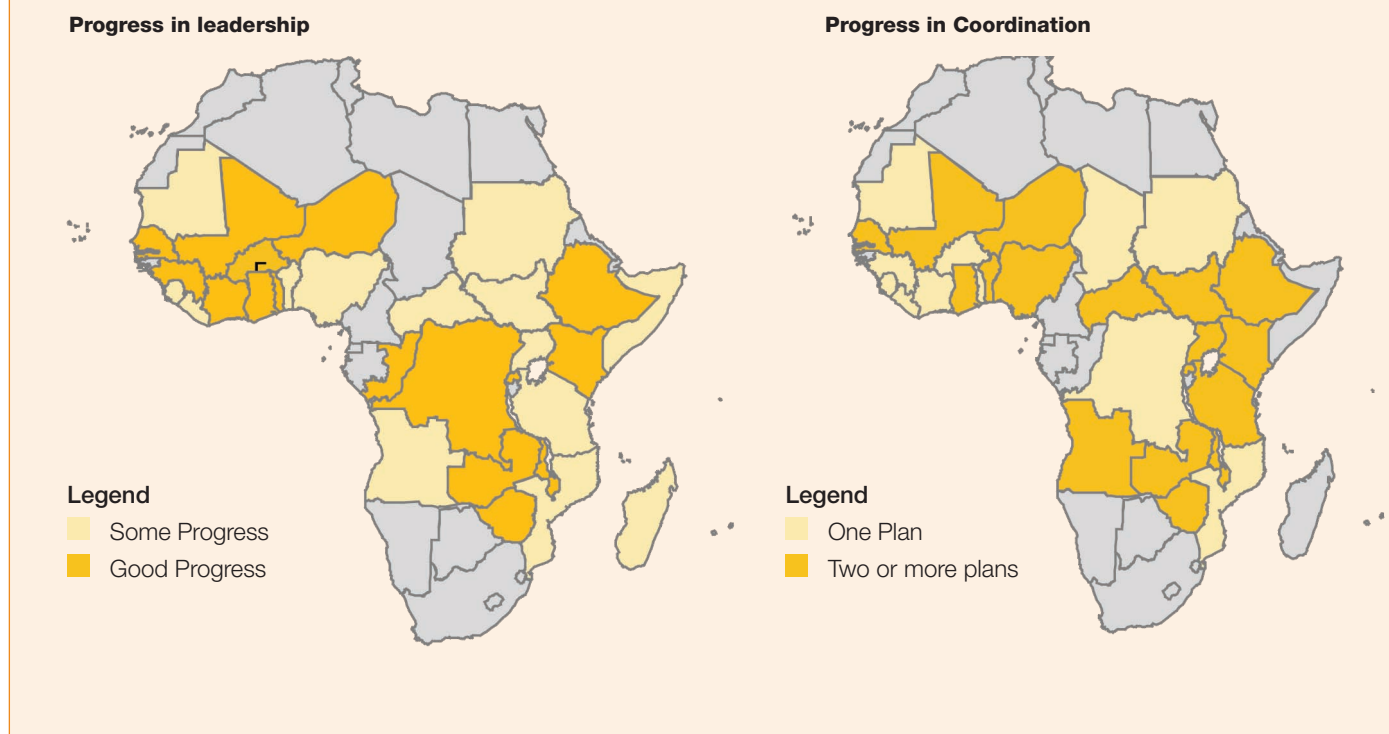 Progress in leadership
Legend
Some Progress
Good Progress
Progress in Coordination
Legend
One Plan
Two or more plans